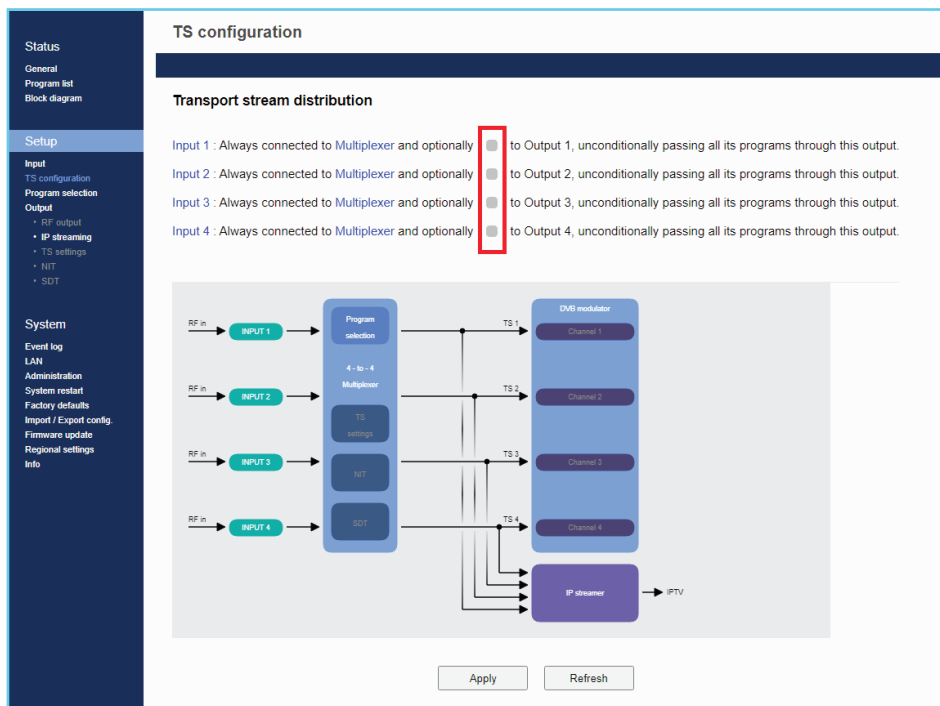 Status
General
Program list
Block diagram
Setup
Input
TS configuration
Program selection
Output
• RF output
• IP streaming
• TS settings
• NIT
• SDT
System
Event log
LAN
Administration
System restart
Factory defaults
Import / Export config.
Firmware update
Regional settings
Info
TS configuration
Transport stream distribution
Input 1 : Always connected to Multiplexer and optionally to Output 1, unconditionally passing all its programs through this output.
Input 2 : Always connected to Multiplexer and optionally to Output 2, unconditionally passing all its programs through this output.
Input 3 : Always connected to Multiplexer and optionally to Output 3, unconditionally passing all its programs through this output.
Input 4 : Always connected to Multiplexer and optionally to Output 4, unconditionally passing all its programs through this output.
RF in
INPUT 1
RF in
INPUT 2
RF in
INPUT 3
RF in
INPUT 4
Program
selection
4 - to - 4
Multiplexer
TS
settings
NIT
SDT
TS 1
TS 2
TS 3
TS 4
DVB modulator
Channel 1
Channel 2
Channel 3
Channel 4
IP streamer
IPTV
Apply
Refresh